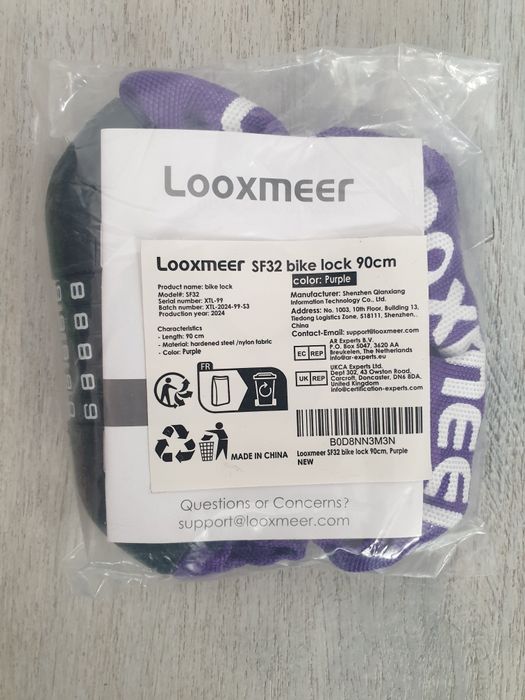 LOOXMEER
LOOXMEER SF32 bike lock 90cm
color: Purple
Product name: bike lock
Model#: SF32
Serial number: XTL-99
Batch number: XTL-2024-99-S3
Production year: 2024
Characteristics
- Length: 90 cm
- Material: hardened steel /nylon fabric
- Color: Purple
Manufacturer: Shenzhen Qianxiang
Information Technology Co., Ltd.
Address: No. 1003, 10th Floor, Building 13,
Tiedong Logistics Zone, 518111, Shenzhen,
China
Contact-Email: support@looxmeer.com
EC REP
AR Experts B.V.
P.O. Box 5047, 3620 AA
Breukelen, The Netherlands
info@ar-experts.eu
UK REP
UKCA Experts Ltd.
Dept 302, 43 Owston Road,
Carcroft, Doncaster, DN6 8DA,
United Kingdom
info@certification-experts.com
FR
MADE IN CHINA
B0D8NN3M3N
Looxmeer SF32 bike lock 90cm, Purple
NEW
Questions or Concerns?
support@looxmeer.com
OOXMEE